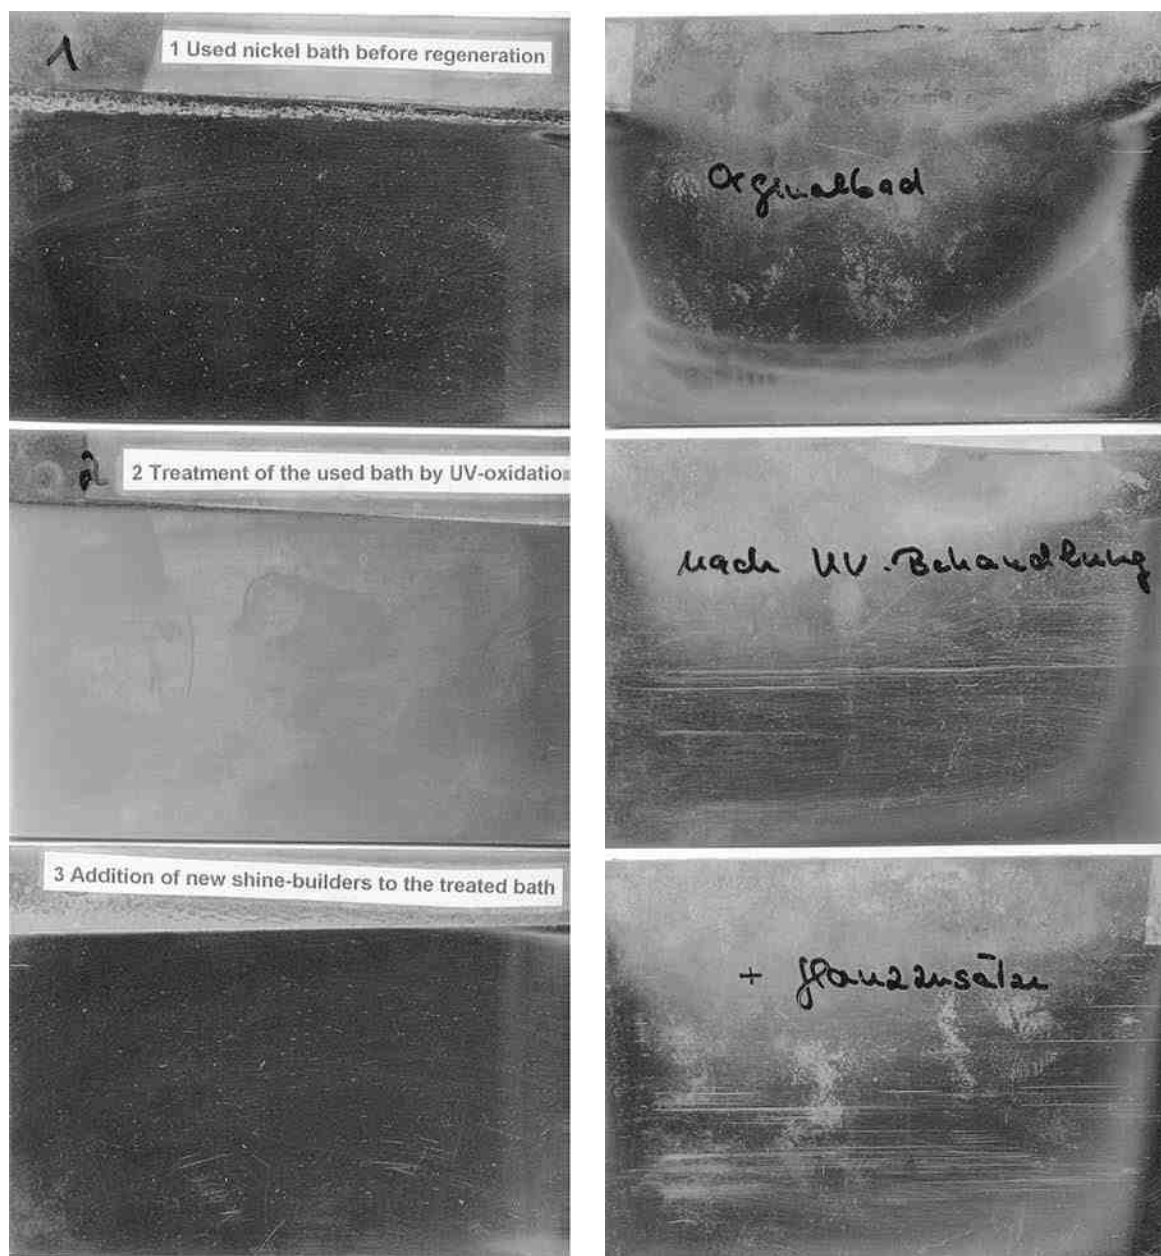 1
1 Used nickel bath before regeneration
Orginalbad
2
2 Treatment of the used bath by UV-oxidatio
nach UV-Behandlung
3 Addition of new shine-builders to the treated bath
+ Glanzzusätze